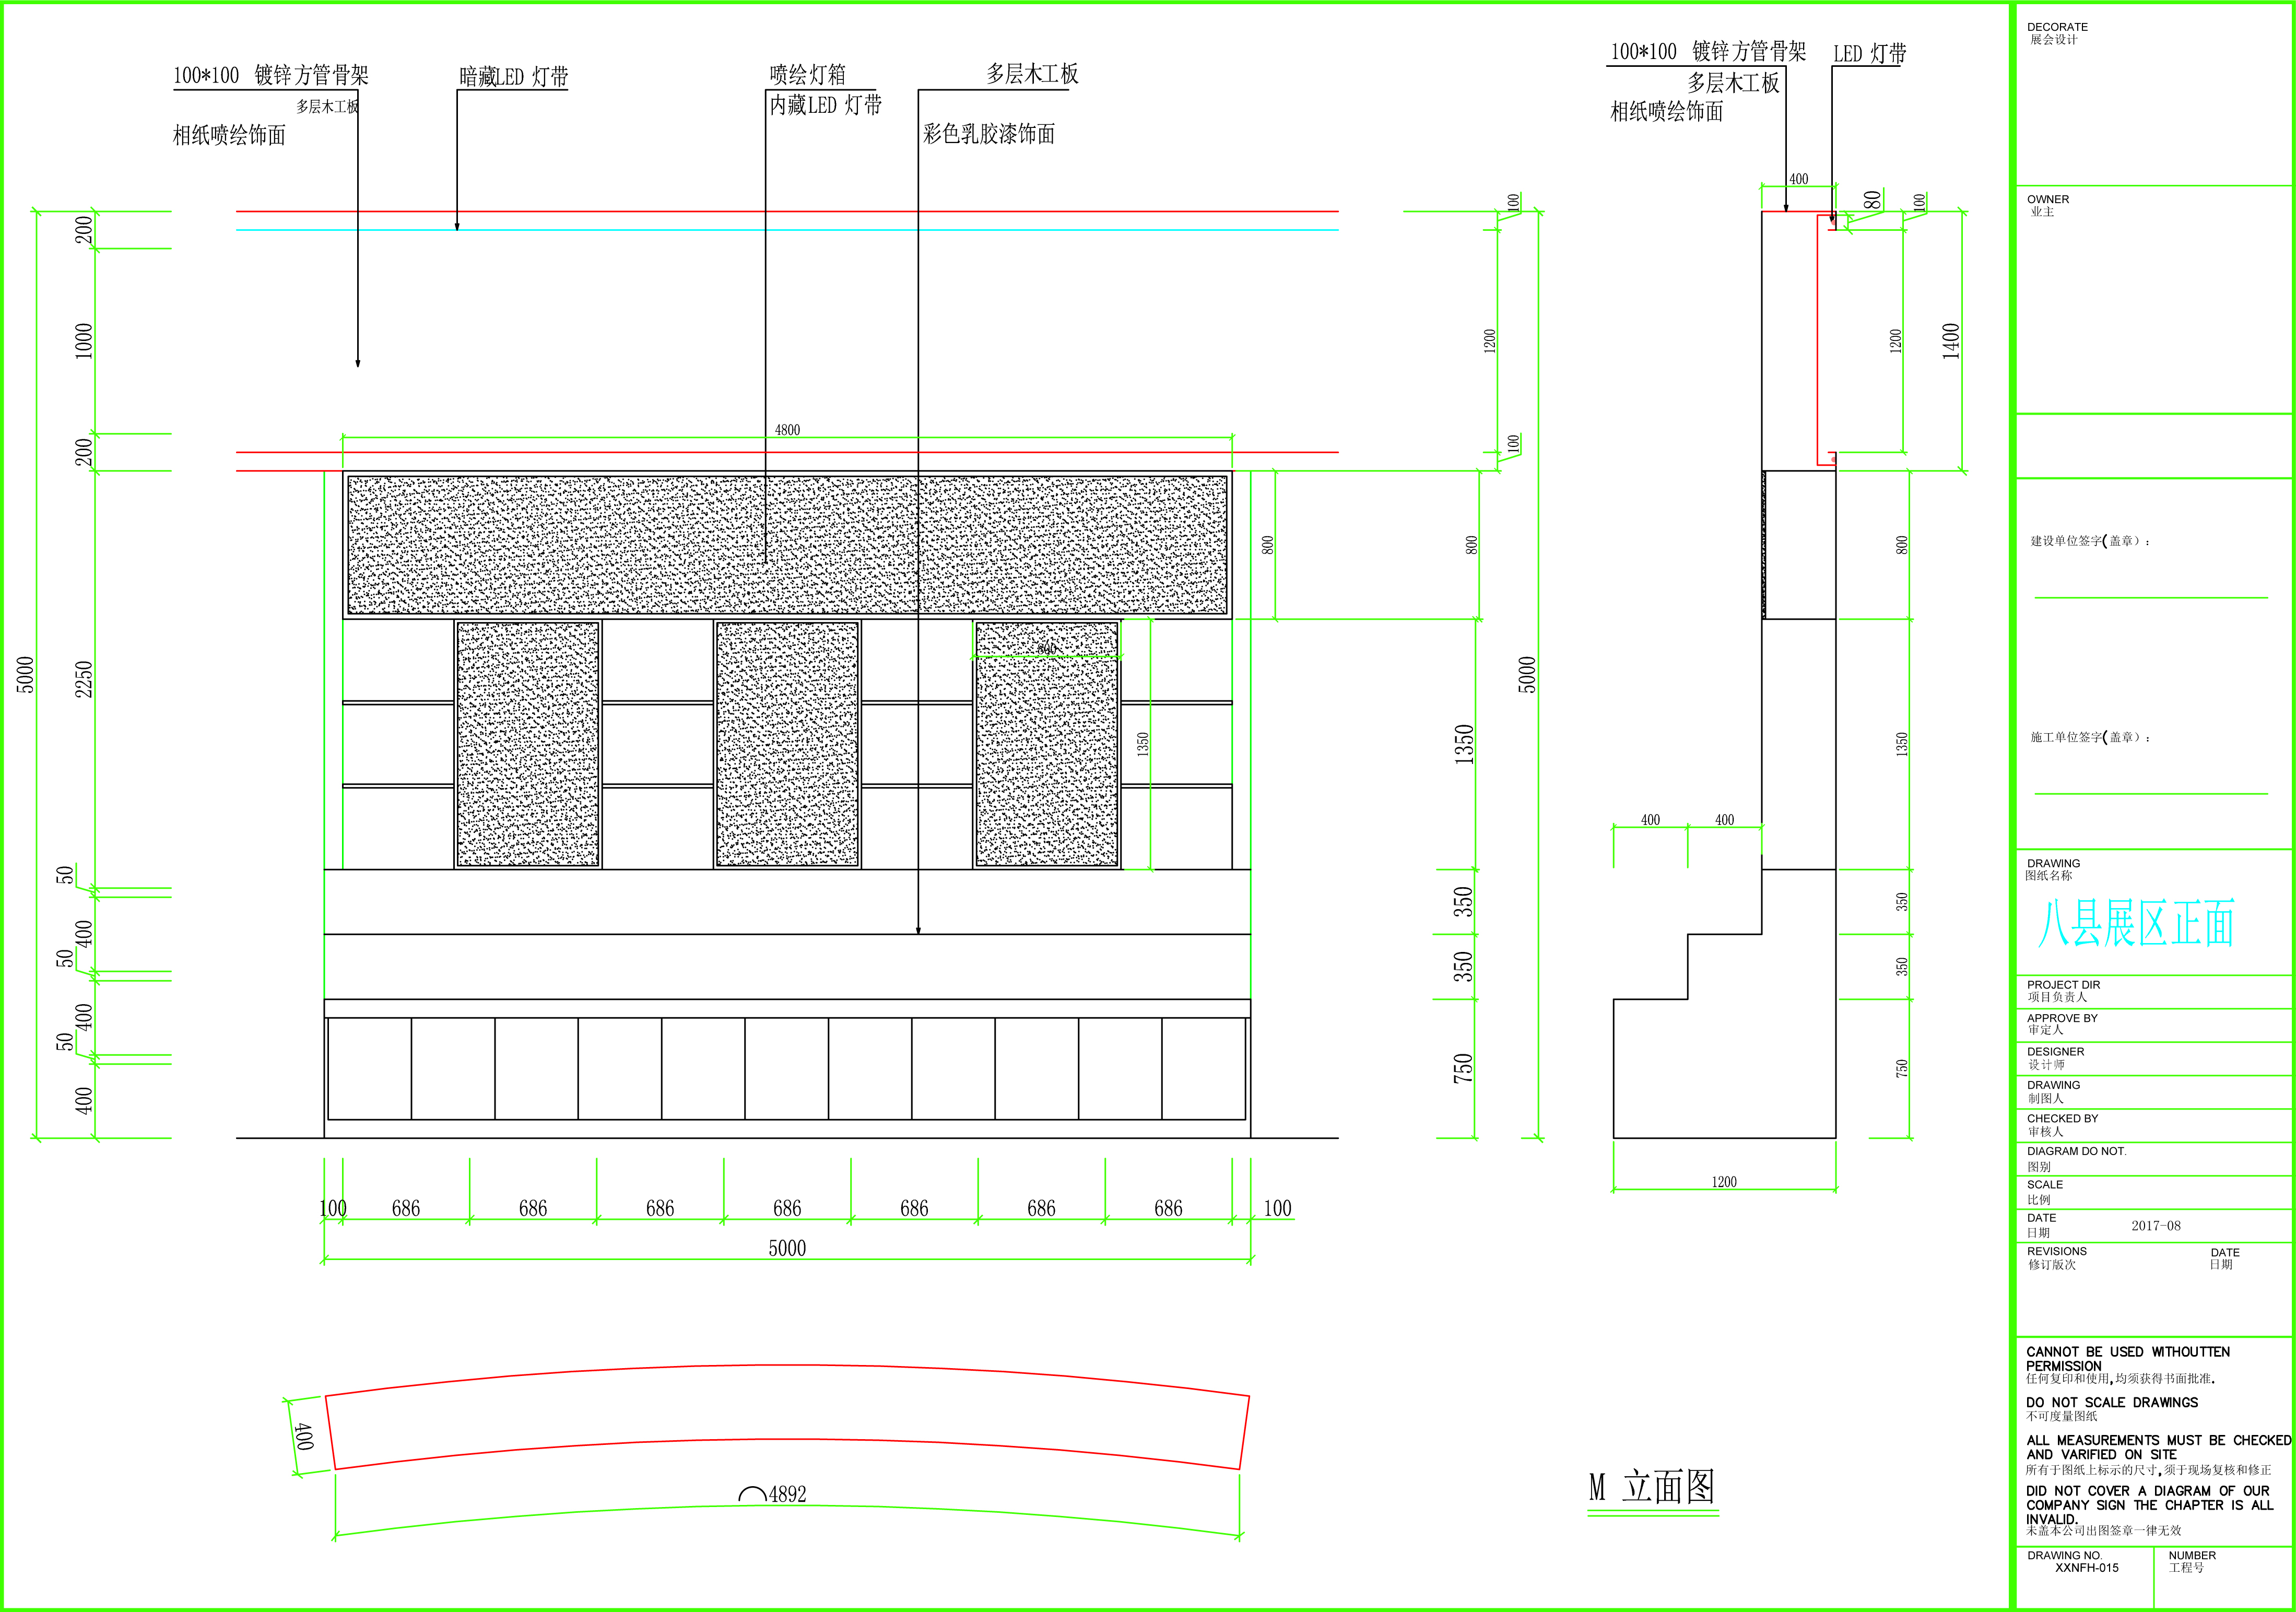 100*100 镀锌方管骨架
多层木工板
相纸喷绘饰面
暗藏LED 灯带
喷绘灯箱
内藏LED 灯带
多层木工板
彩色乳胶漆饰面
100*100 镀锌方管骨架
多层木工板
相纸喷绘饰面
LED 灯带
5000
200
1000
200
2250
50
400
50
400
50
400
4800
800
600
1350
100
1200
100
800
1350
350
350
750
5000
400
80
100
1200
1400
800
1350
350
350
750
400
400
1200
100
686
686
686
686
686
686
686
100
5000
400
4892
M 立面图
DECORATE
展会设计
OWNER
业主
建设单位签字(盖章）：
施工单位签字(盖章）：
DRAWING
图纸名称
八县展区正面
PROJECT DIR
项目负责人
APPROVE BY
审定人
DESIGNER
设计师
DRAWING
制图人
CHECKED BY
审核人
DIAGRAM DO NOT.
图别
SCALE
比例
DATE
日期
2017-08
REVISIONS
修订版次
DATE
日期
CANNOT BE USED WITHOUTTEN
PERMISSION
任何复印和使用,均须获得书面批准.
DO NOT SCALE DRAWINGS
不可度量图纸
ALL MEASUREMENTS MUST BE CHECKED
AND VARIFIED ON SITE
所有于图纸上标示的尺寸,须于现场复核和修正
DID NOT COVER A DIAGRAM OF OUR
COMPANY SIGN THE CHAPTER IS ALL
INVALID.
未盖本公司出图签章一律无效
DRAWING NO.
XXNFH-015
NUMBER
工程号